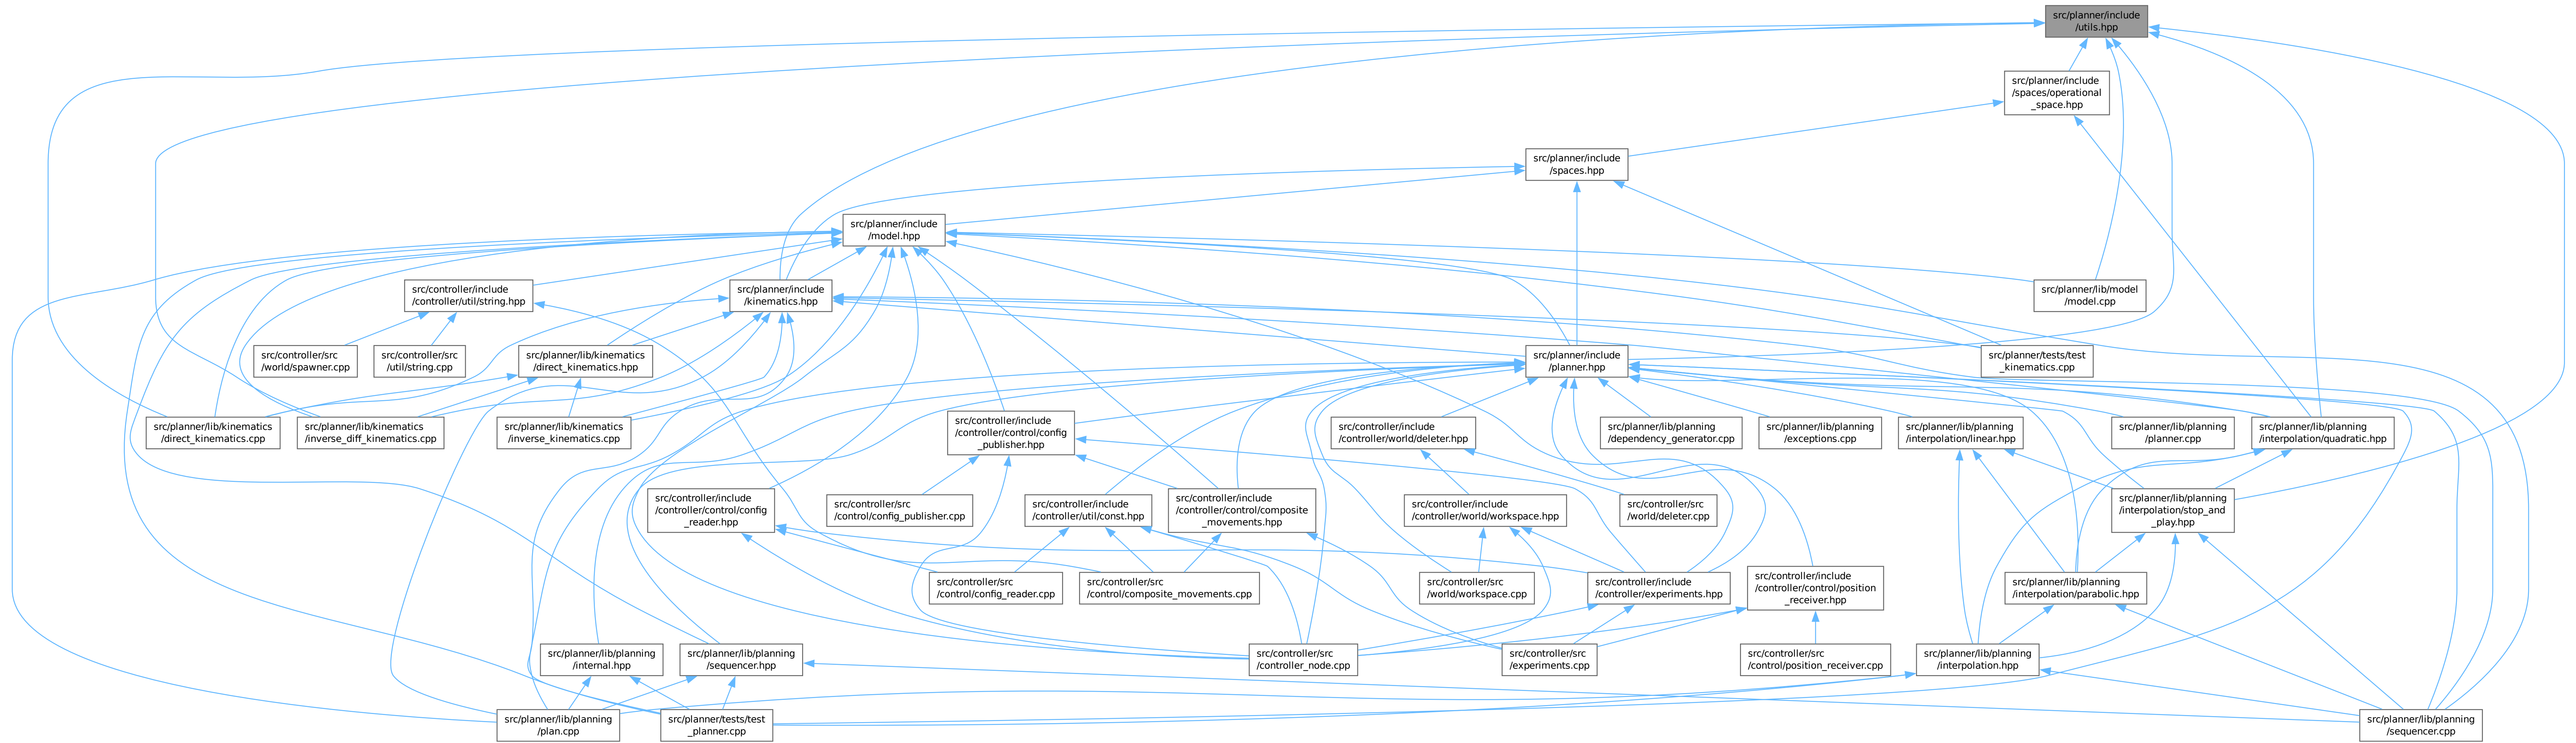 src/planner/include
/utils.hpp
src/planner/include
/spaces/operational
_space.hpp
src/planner/include
/spaces.hpp
src/planner/include
/model.hpp
src/controller/include
/controller/util/string.hpp
src/planner/include
/kinematics.hpp
src/planner/lib/model
/model.cpp
src/controller/src
/world/spawner.cpp
src/controller/src
/util/string.cpp
src/planner/lib/kinematics
/direct_kinematics.hpp
src/planner/include
/planner.hpp
src/planner/tests/test
_kinematics.cpp
src/planner/lib/kinematics
/direct_kinematics.cpp
src/planner/lib/kinematics
/inverse_diff_kinematics.cpp
src/planner/lib/kinematics
/inverse_kinematics.cpp
src/controller/include
/controller/control/config
_publisher.hpp
src/controller/include
/controller/world/deleter.hpp
src/planner/lib/planning
/dependency_generator.cpp
src/planner/lib/planning
/exceptions.cpp
src/planner/lib/planning
/interpolation/linear.hpp
src/planner/lib/planning
/planner.cpp
src/planner/lib/planning
/interpolation/quadratic.hpp
src/controller/include
/controller/control/config
_reader.hpp
src/controller/src
/control/config_publisher.cpp
src/controller/include
/controller/util/const.hpp
src/controller/include
/controller/control/composite
_movements.hpp
src/controller/include
/controller/world/workspace.hpp
src/controller/src
/world/deleter.cpp
src/planner/lib/planning
/interpolation/stop_and
_play.hpp
src/controller/src
/control/config_reader.cpp
src/controller/src
/control/composite_movements.cpp
src/controller/src
/world/workspace.cpp
src/controller/include
/controller/experiments.hpp
src/controller/include
/controller/control/position
_receiver.hpp
src/planner/lib/planning
/interpolation/parabolic.hpp
src/planner/lib/planning
/internal.hpp
src/planner/lib/planning
/sequencer.hpp
src/controller/src
/controller_node.cpp
src/controller/src
/experiments.cpp
src/controller/src
/control/position_receiver.cpp
src/planner/lib/planning
/interpolation.hpp
src/planner/lib/planning
/plan.cpp
src/planner/tests/test
_planner.cpp
src/planner/lib/planning
/sequencer.cpp